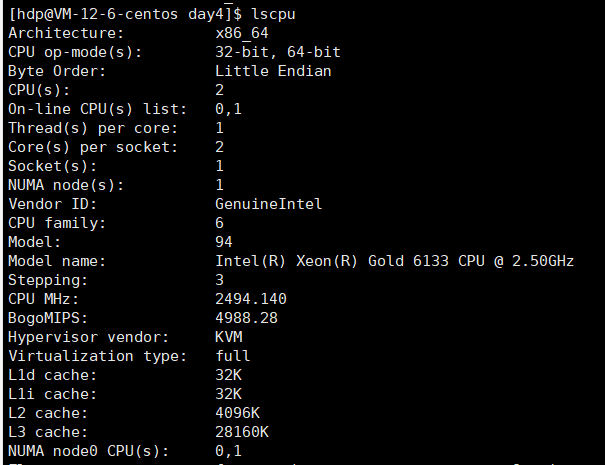 [hdp@VM-12-6-centos day4]$ lscpu
Architecture:          x86_64
CPU op-mode(s):        32-bit, 64-bit
Byte Order:            Little Endian
CPU(s):                2
On-line CPU(s) list:   0,1
Thread(s) per core:    1
Core(s) per socket:    2
Socket(s):             1
NUMA node(s):          1
Vendor ID:             GenuineIntel
CPU family:            6
Model:                 94
Model name:            Intel(R) Xeon(R) Gold 6133 CPU @ 2.50GHz
Stepping:              3
CPU MHz:               2494.140
BogoMIPS:              4988.28
Hypervisor vendor:     KVM
Virtualization type:   full
L1d cache:             32K
L1i cache:             32K
L2 cache:              4096K
L3 cache:              28160K
NUMA node0 CPU(s):     0,1